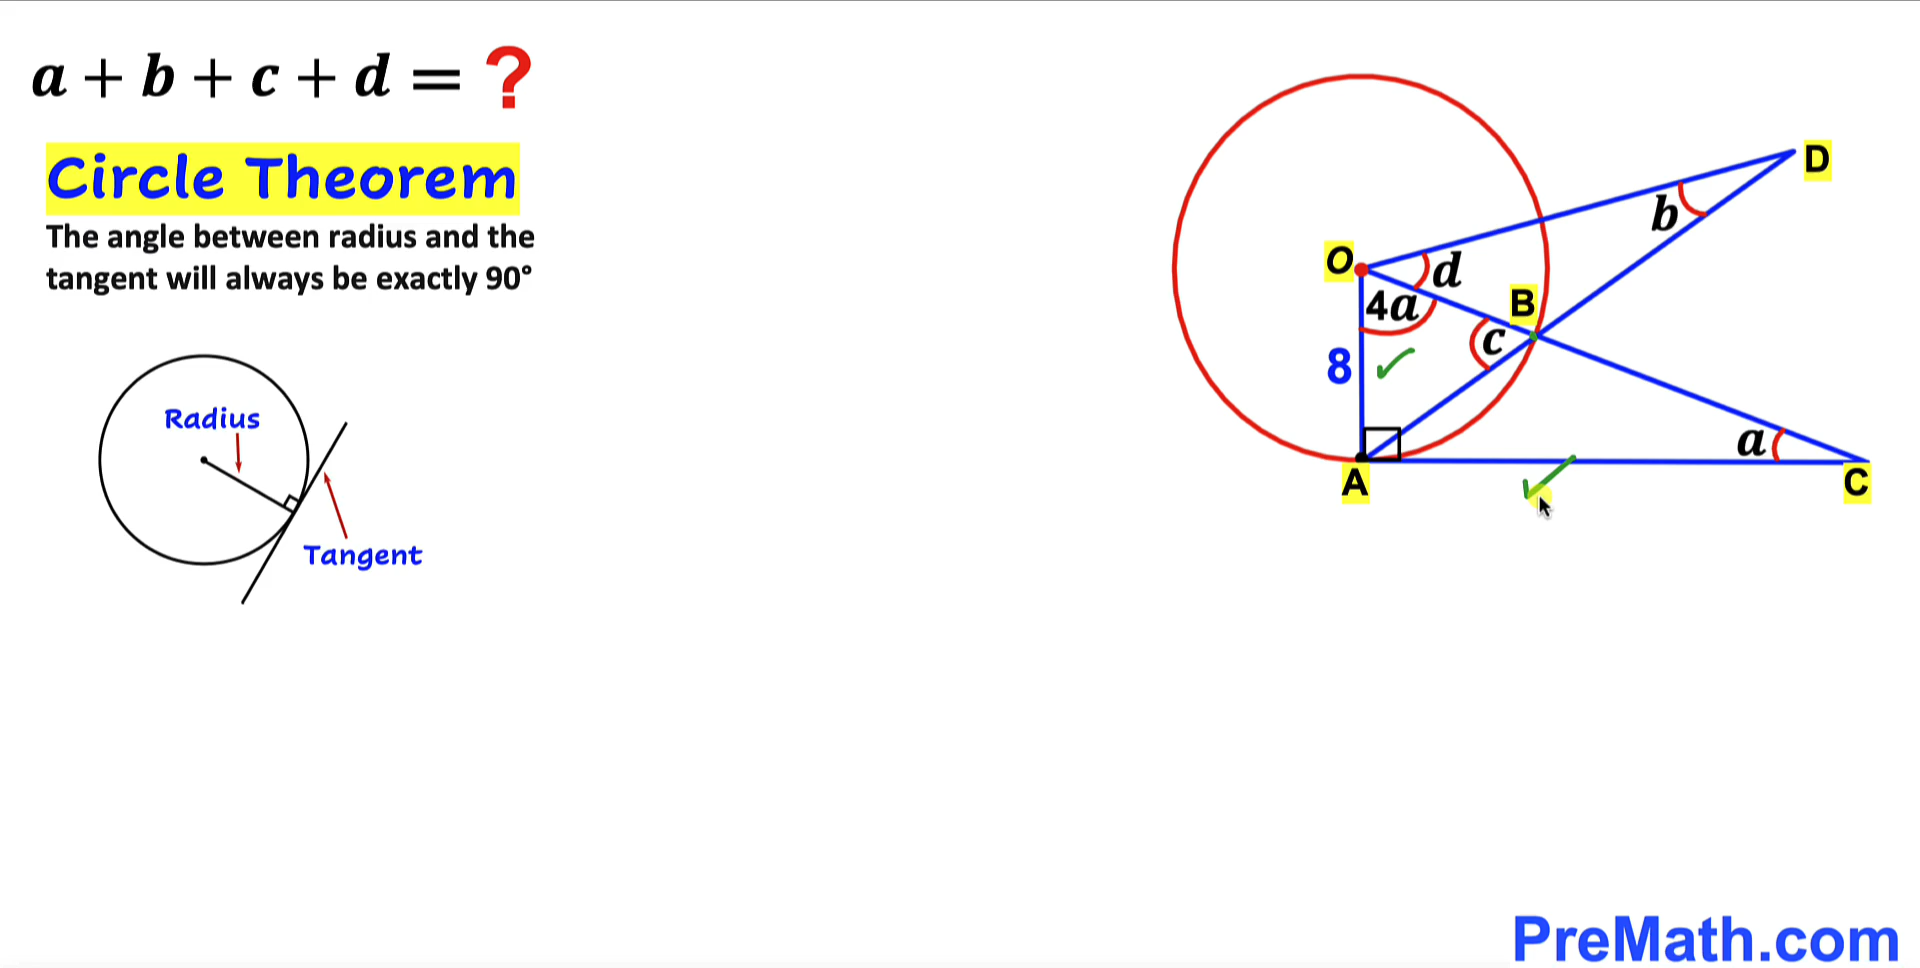 a + b + c + d = ?
Circle Theorem
The angle between radius and the
tangent will always be exactly 90°
Radius
Tangent
D
b
O
d
4a
B
c
8
a
A
C
PreMath.com